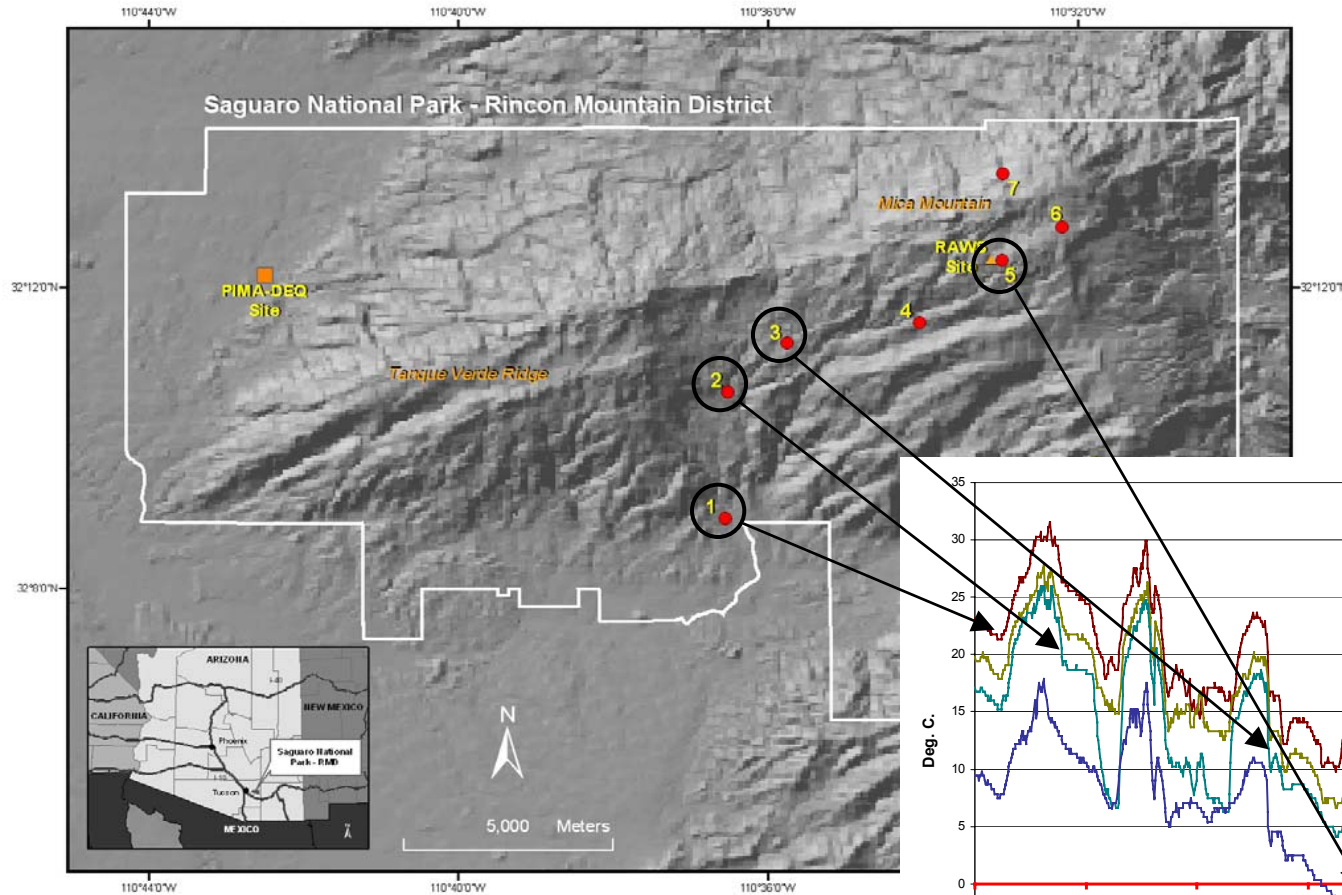 110°44'0"W
110°40'0"W
110°36'0"W
110°32'0"W
Saguaro National Park - Rincon Mountain District
7
Mica Mountain
6
RAWS
Site
5
32°12'0"N
32°12'0"N
PIMA-DEQ
Site
4
3
Tanque Verde Ridge
2
1
32°8'0"N
35
30
25
20
15
10
5
0
Deg. C.
ARIZONA
I-40
CALIFORNIA
NEW MEXICO
Phoenix
Saguaro National
Park - RMD
I-10
Tucson
MEXICO
N
N
5,000 Meters
110°44'0"W
110°40'0"W
110°36'0"W